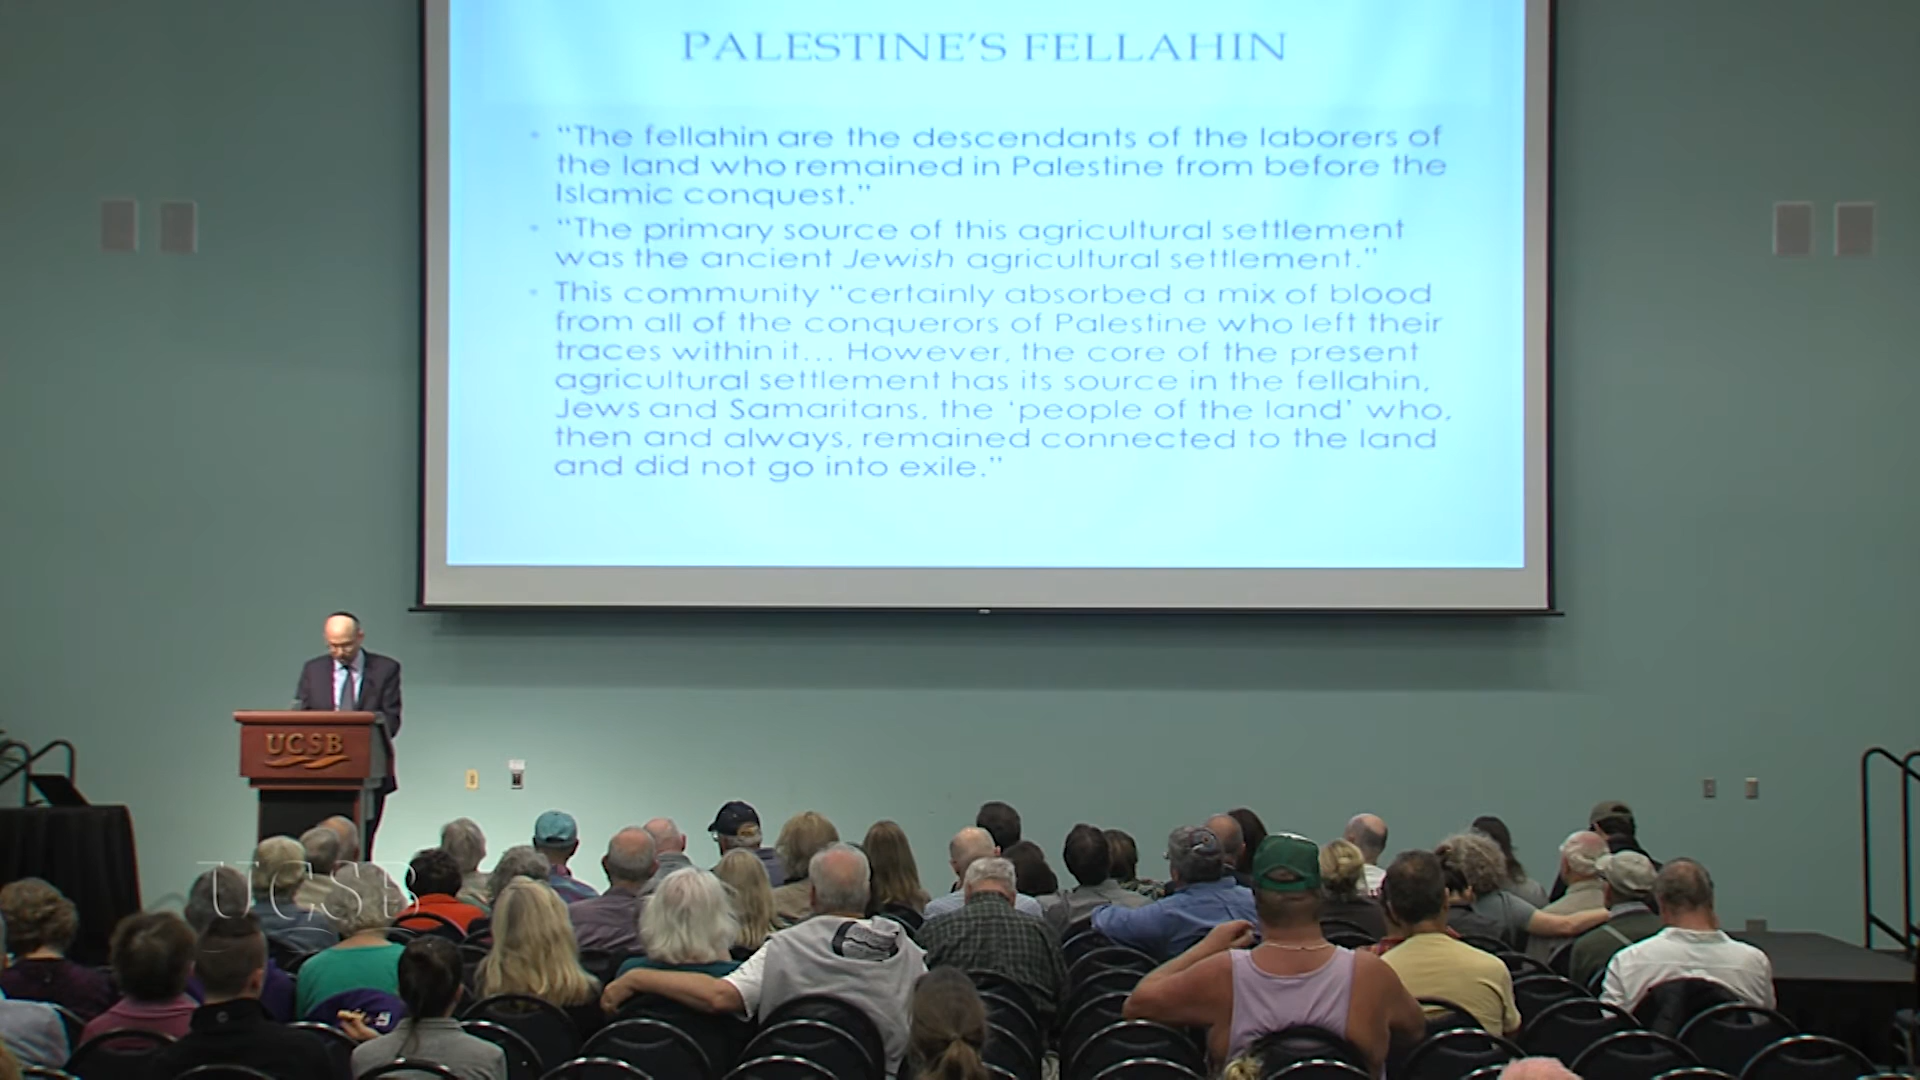 PALESTINE'S FELLAHIN
• "The fellahin are the descendants of the laborers of
the land who remained in Palestine from before the
Islamic conquest."
• "The primary source of this agricultural settlement
was the ancient Jewish agricultural settlement."
• This community "certainly absorbed a mix of blood
from all of the conquerors of Palestine who left their
traces within it... However, the core of the present
agricultural settlement has its source in the fellahin,
Jews and Samaritans, the 'people of the land' who,
then and always, remained connected to the land
and did not go into exile."
UCSB
UCSB